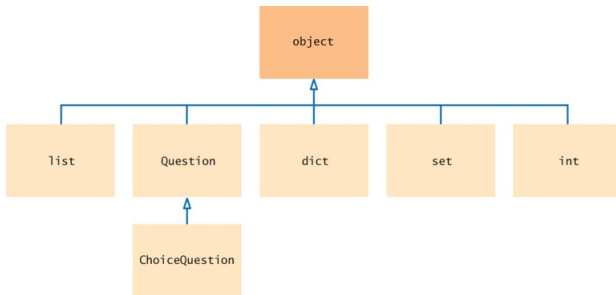 object
list
Question
dict
set
int
ChoiceQuestion